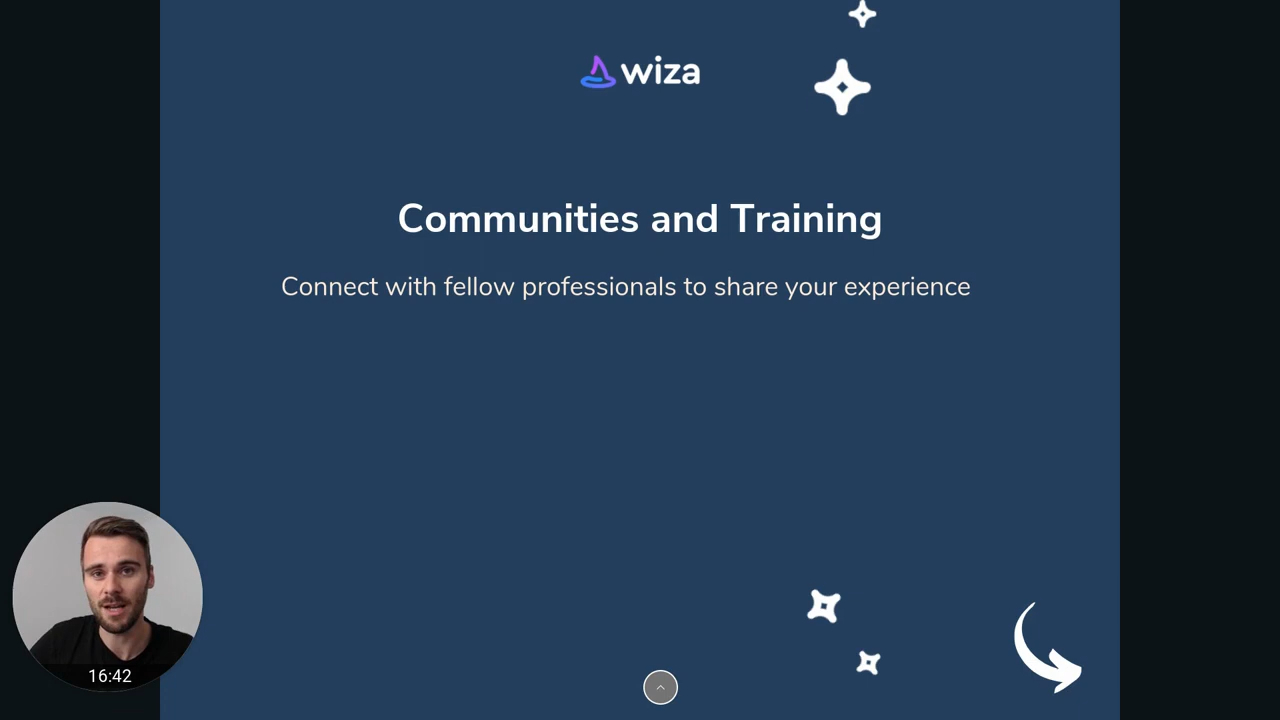 wiza
Communities and Training
Connect with fellow professionals to share your experience
16:42